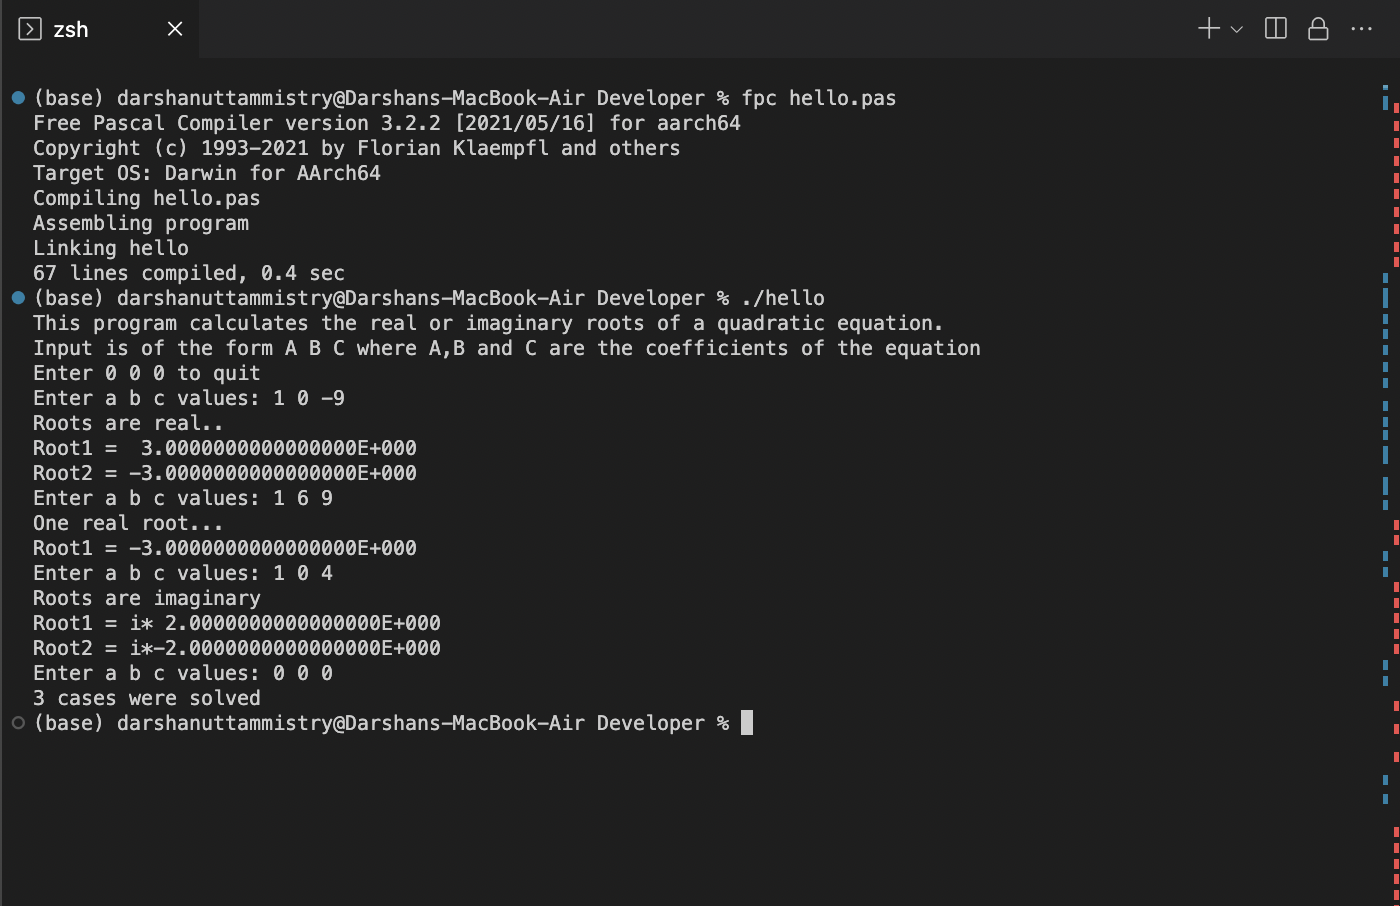 zsh
(base) darshanuttammistry@Darshans-MacBook-Air Developer % fpc hello.pas
Free Pascal Compiler version 3.2.2 [2021/05/16] for aarch64
Copyright (c) 1993-2021 by Florian Klaempfl and others
Target OS: Darwin for AArch64
Compiling hello.pas
Assembling program
Linking hello
67 lines compiled, 0.4 sec
(base) darshanuttammistry@Darshans-MacBook-Air Developer % ./hello
This program calculates the real or imaginary roots of a quadratic equation.
Input is of the form A B C where A,B and C are the coefficients of the equation
Enter 0 0 0 to quit
Enter a b c values: 1 0 -9
Roots are real..
Root1 =  3.0000000000000000E+000
Root2 = -3.0000000000000000E+000
Enter a b c values: 1 6 9
One real root...
Root1 = -3.0000000000000000E+000
Enter a b c values: 1 0 4
Roots are imaginary
Root1 = i* 2.0000000000000000E+000
Root2 = i*-2.0000000000000000E+000
Enter a b c values: 0 0 0
3 cases were solved
(base) darshanuttammistry@Darshans-MacBook-Air Developer %